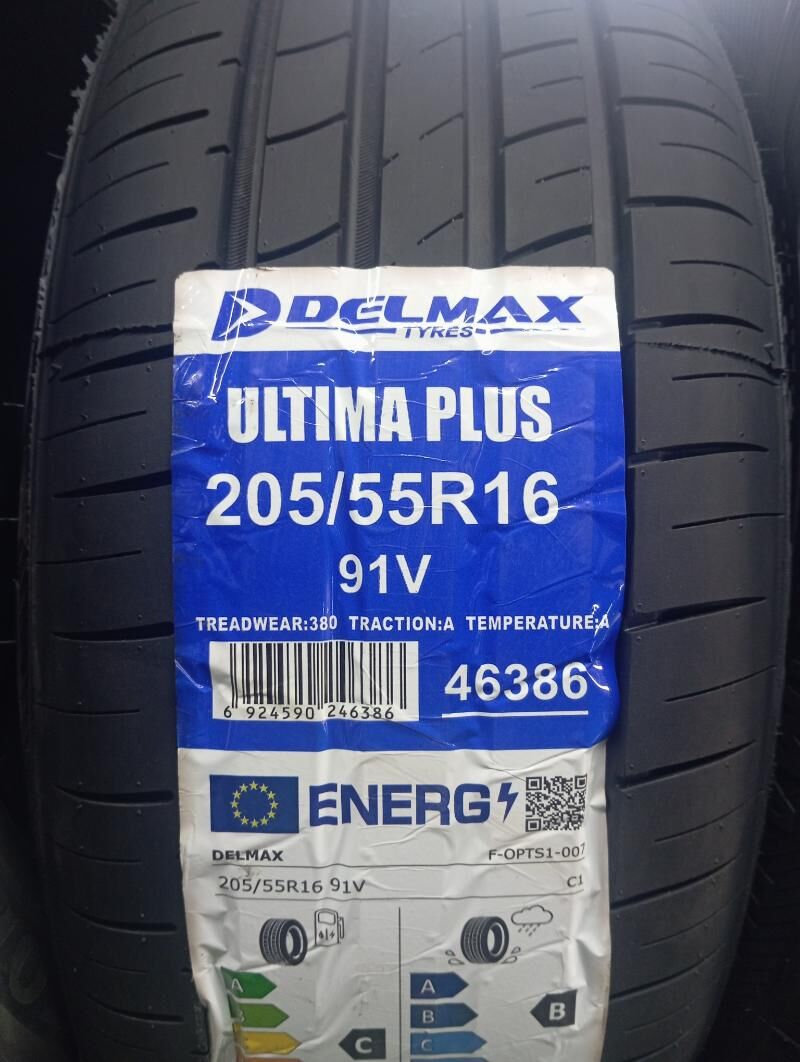 DELMAX
TYRES
ULTIMA PLUS
205/55R16
91V
TREADWEAR:380 TRACTION:A TEMPERATURE:A
6 924590 246386
46386
ENERG
DELMAX F-OPTS1-007
205/55R16 91V C1
A A
B B B
C C C